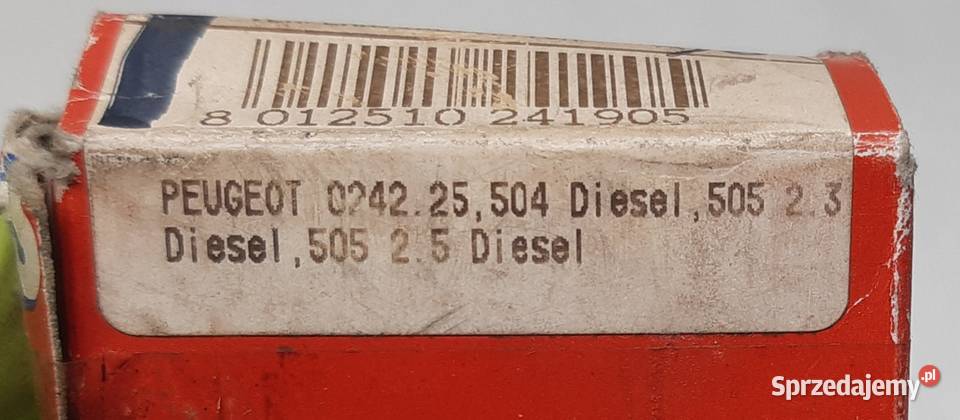 8 012510 241905
PEUGEOT 0242.25,504 Diesel,505 2.3
Diesel,505 2.5 Diesel
Sprzedajemy.pl